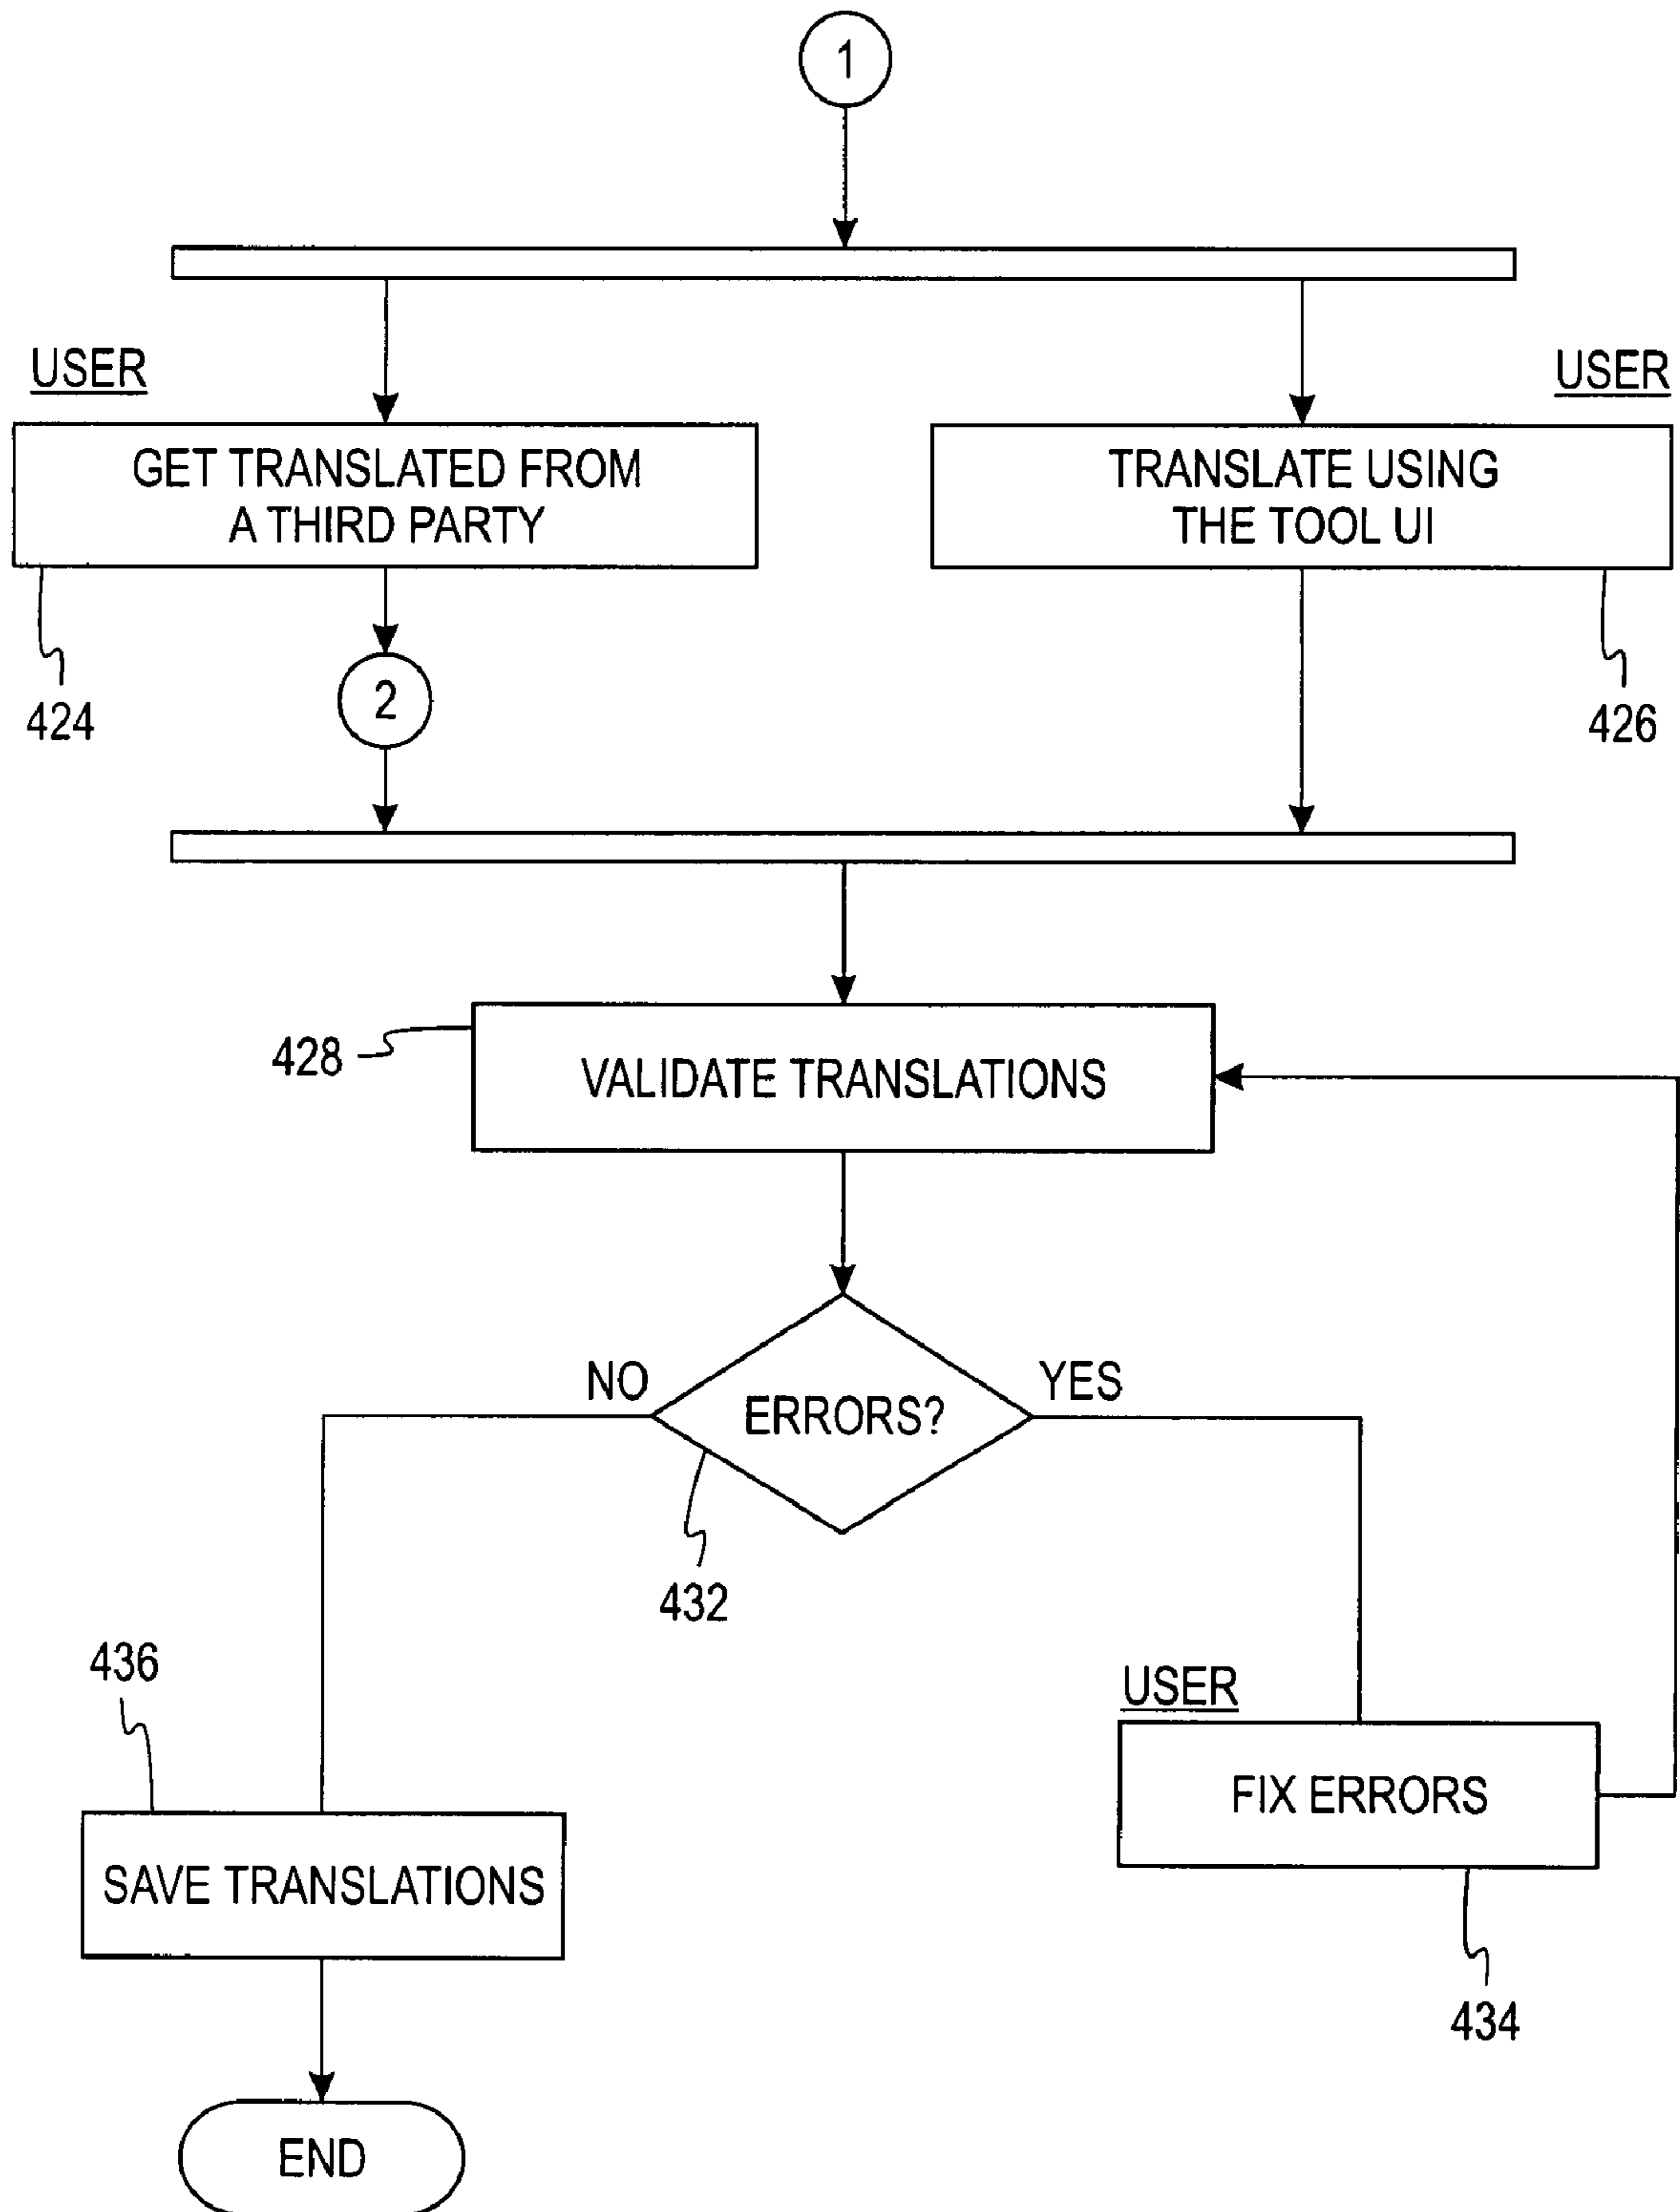 1
USER
USER
GET TRANSLATED FROM
A THIRD PARTY
TRANSLATE USING
THE TOOL UI
424
2
426
428
VALIDATE TRANSLATIONS
NO
YES
ERRORS?
432
436
USER
FIX ERRORS
SAVE TRANSLATIONS
434
END